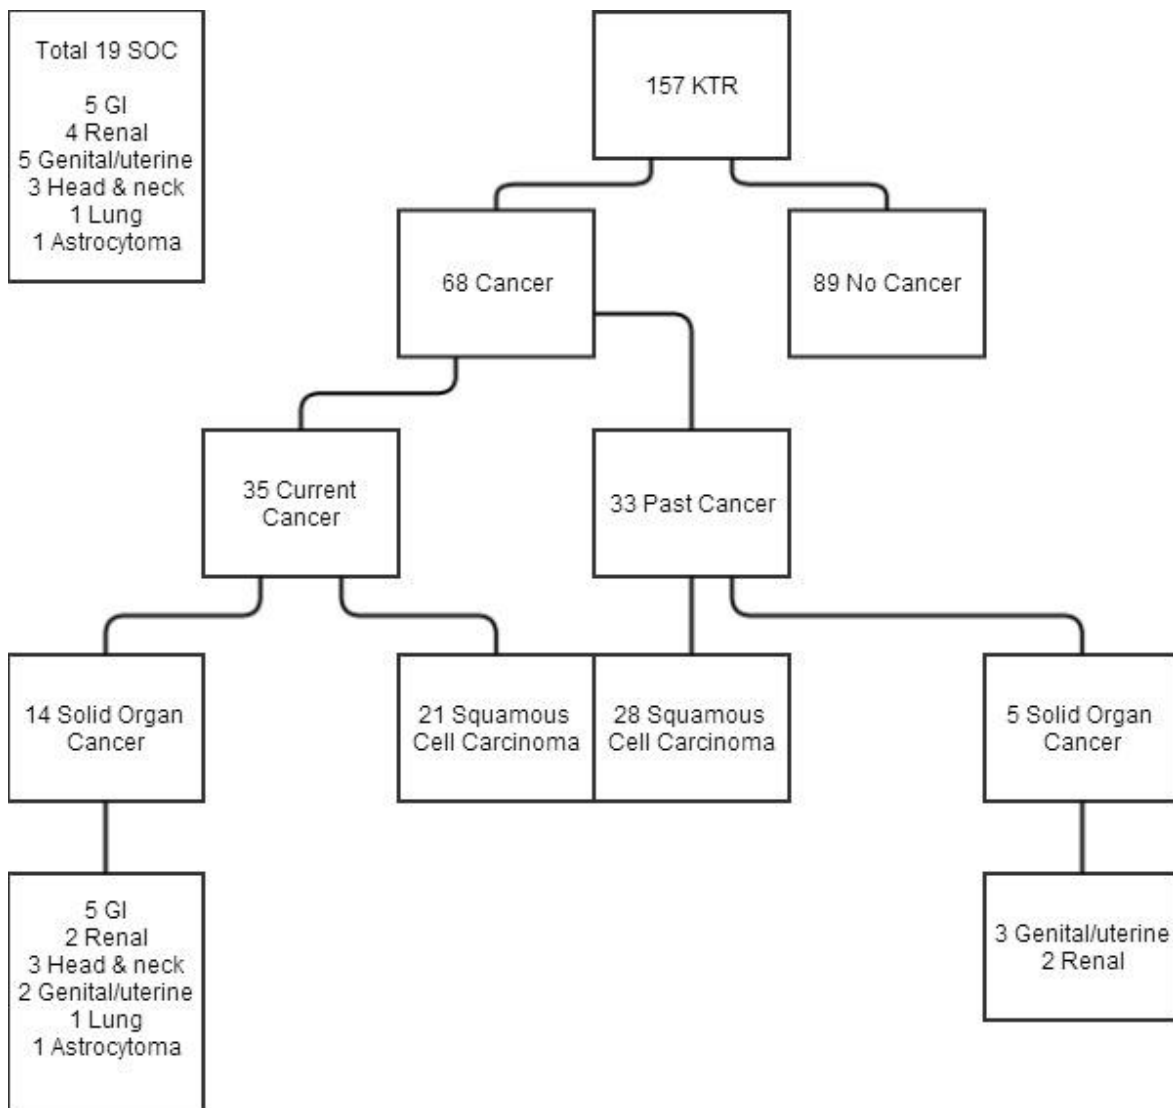 Total 19 SOC
5 GI
4 Renal
5 Genital/uterine
3 Head & neck
1 Lung
1 Astrocytoma
157 KTR
68 Cancer
89 No Cancer
35 Current
Cancer
33 Past Cancer
14 Solid Organ
Cancer
21 Squamous
Cell Carcinoma
28 Squamous
Cell Carcinoma
5 Solid Organ
Cancer
5 GI
2 Renal
3 Head & neck
2 Genital/uterine
1 Lung
1 Astrocytoma
3 Genital/uterine
2 Renal